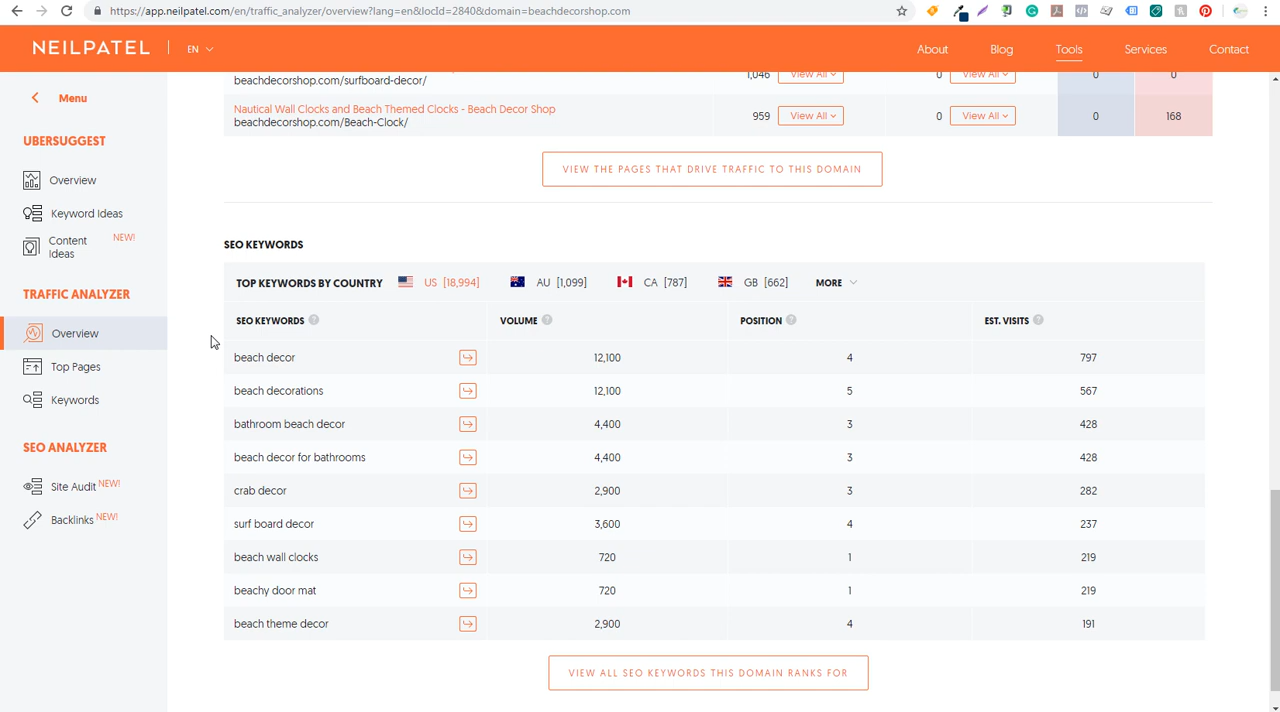 https://app.neilpatel.com/en/traffic_analyzer/overview?lang=en&locId=2840&domain=beachdecorshop.com
NEILPATEL EN About Blog Tools Services Contact
Menu
UBERSUGGEST
Overview
Keyword Ideas
Content Ideas NEW!
TRAFFIC ANALYZER
Overview
Top Pages
Keywords
SEO ANALYZER
Site Audit NEW!
Backlinks NEW!
beachdecorshop.com/surfboard-decor/ 1,046 View All 0 View All 0 0
Nautical Wall Clocks and Beach Themed Clocks - Beach Decor Shop
beachdecorshop.com/Beach-Clock/ 959 View All 0 View All 0 168
VIEW THE PAGES THAT DRIVE TRAFFIC TO THIS DOMAIN
SEO KEYWORDS
TOP KEYWORDS BY COUNTRY US [18,994] AU [1,099] CA [787] GB [662] MORE
SEO KEYWORDS ? VOLUME ? POSITION ? EST. VISITS ?
beach decor 12,100 4 797
beach decorations 12,100 5 567
bathroom beach decor 4,400 3 428
beach decor for bathrooms 4,400 3 428
crab decor 2,900 3 282
surf board decor 3,600 4 237
beach wall clocks 720 1 219
beachy door mat 720 1 219
beach theme decor 2,900 4 191
VIEW ALL SEO KEYWORDS THIS DOMAIN RANKS FOR